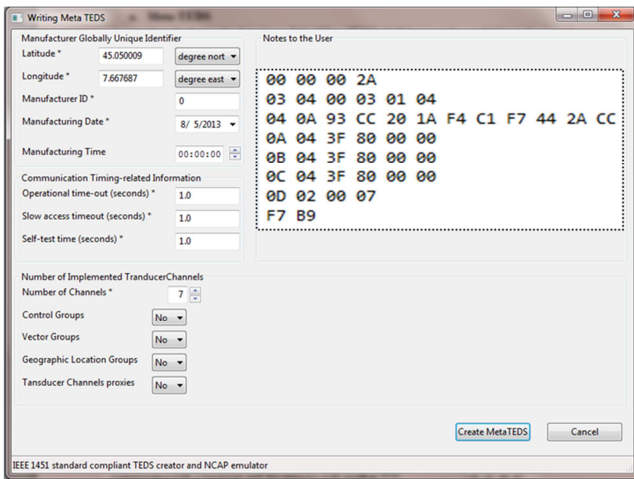 Writing Meta TEDS
Manufacturer Globally Unique Identifier
Latitude *
45.050009
degree nort
Longitude *
7.667687
degree east
Manufacturer ID *
0
Manufacturing Date *
8/ 5/2013
Manufacturing Time
00:00:00
Communication Timing-related Information
Operational time-out (seconds) *
1.0
Slow access timeout (seconds) *
1.0
Self-test time (seconds) *
1.0
Notes to the User
00 00 00 2A
03 04 00 03 01 04
04 0A 93 CC 20 1A F4 C1 F7 44 2A CC
0A 04 3F 80 00 00
0B 04 3F 80 00 00
0C 04 3F 80 00 00
0D 02 00 07
F7 B9
Number of Implemented TranducerChannels
Number of Channels *
7
Control Groups
No
Vector Groups
No
Geographic Location Groups
No
Tansducer Channels proxies
No
Create MetaTEDS
Cancel
IEEE 1451 standard compliant TEDS creator and NCAP emulator